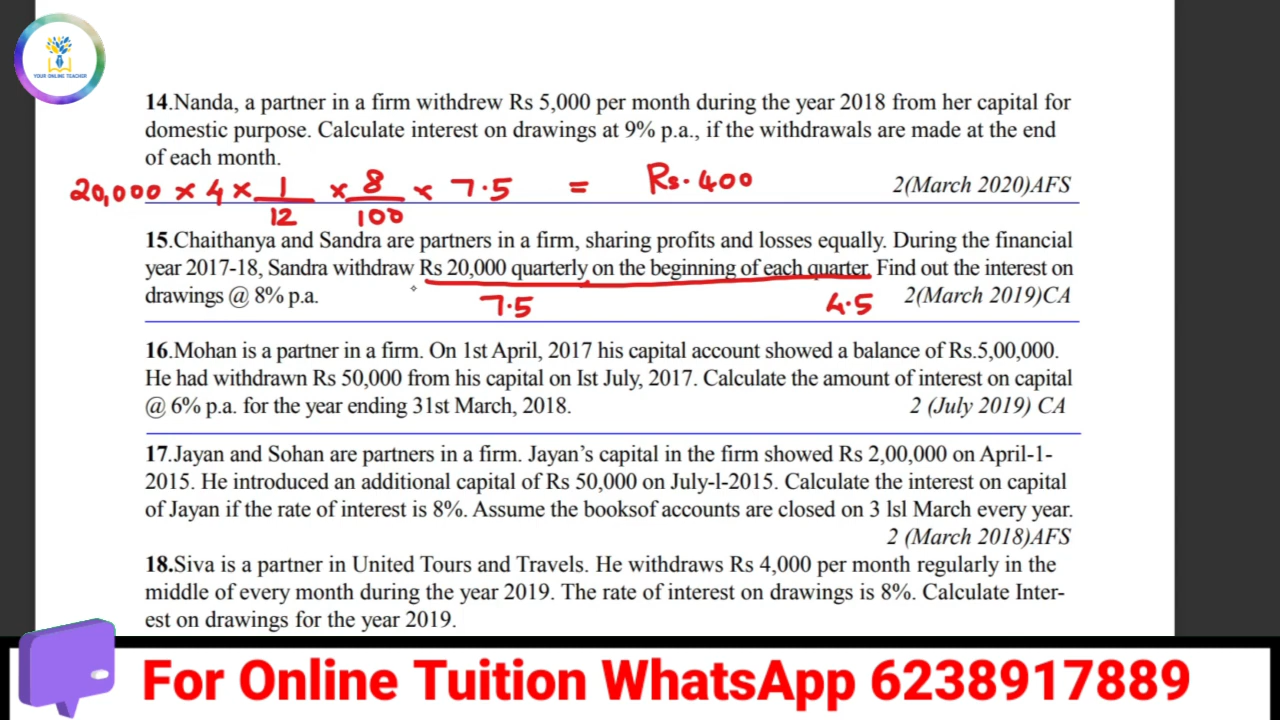 YOUR ONLINE TEACHER
14.Nanda, a partner in a firm withdrew Rs 5,000 per month during the year 2018 from her capital for
domestic purpose. Calculate interest on drawings at 9% p.a., if the withdrawals are made at the end
of each month.
20,000 × 4 × 1/12 × 8/100 × 7.5 = Rs. 400
2(March 2020)AFS
15.Chaithanya and Sandra are partners in a firm, sharing profits and losses equally. During the financial
year 2017-18, Sandra withdraw Rs 20,000 quarterly on the beginning of each quarter. Find out the interest on
drawings @ 8% p.a. 2(March 2019)CA
7.5 4.5
16.Mohan is a partner in a firm. On 1st April, 2017 his capital account showed a balance of Rs.5,00,000.
He had withdrawn Rs 50,000 from his capital on Ist July, 2017. Calculate the amount of interest on capital
@ 6% p.a. for the year ending 31st March, 2018. 2 (July 2019) CA
17.Jayan and Sohan are partners in a firm. Jayan's capital in the firm showed Rs 2,00,000 on April-1-
2015. He introduced an additional capital of Rs 50,000 on July-l-2015. Calculate the interest on capital
of Jayan if the rate of interest is 8%. Assume the booksof accounts are closed on 3 lsl March every year.
2 (March 2018)AFS
18.Siva is a partner in United Tours and Travels. He withdraws Rs 4,000 per month regularly in the
middle of every month during the year 2019. The rate of interest on drawings is 8%. Calculate Inter-
est on drawings for the year 2019.
For Online Tuition WhatsApp 6238917889